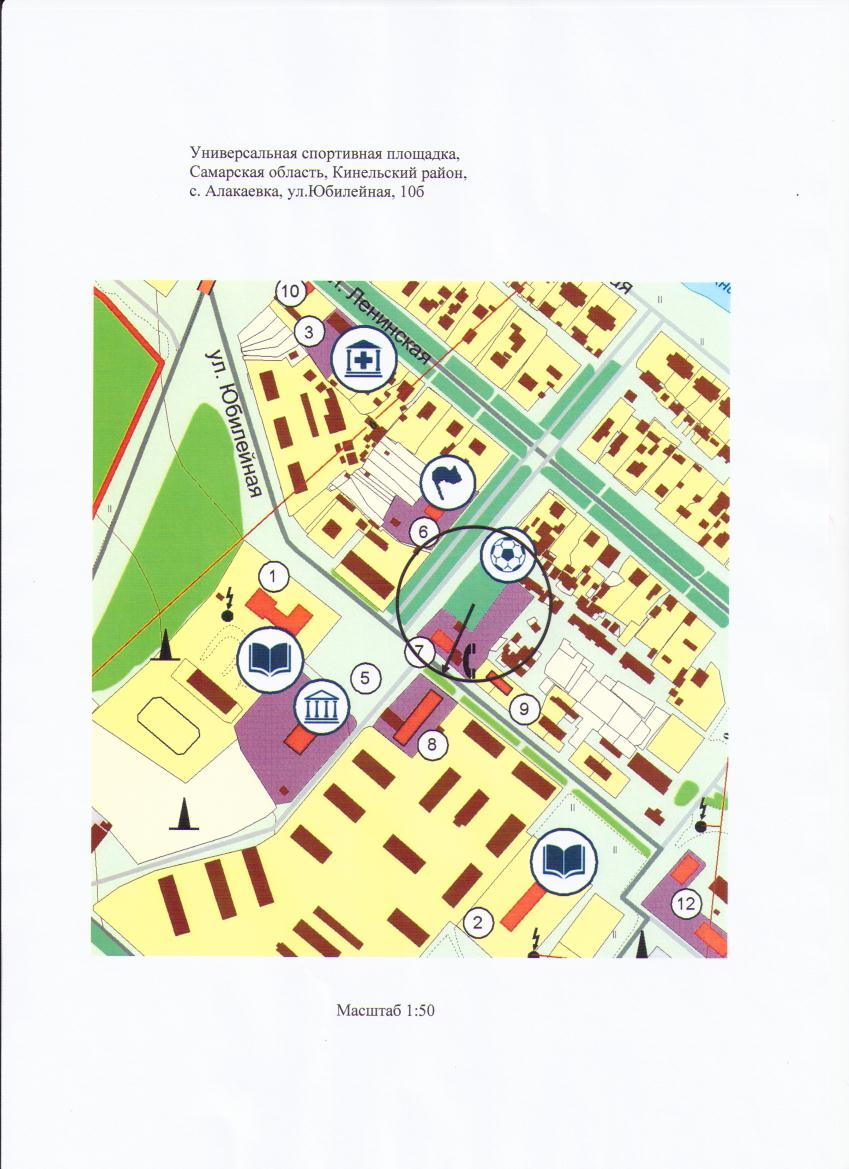 Универсальная спортивная площадка,
Самарская область, Кинельский район,
с. Алакаевка, ул.Юбилейная, 10б
10
3
ул. Ленинская
ул. Юбилейная
6
1
7
5
9
8
2
12
Масштаб 1:50